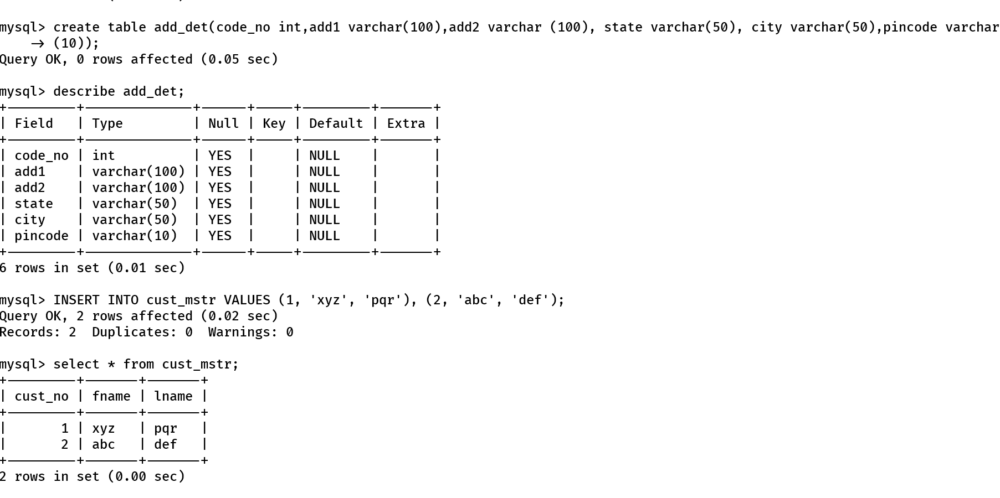 mysql> create table add_det(code_no int,add1 varchar(100),add2 varchar (100), state varchar(50), city varchar(50),pincode varchar
    → (10));
Query OK, 0 rows affected (0.05 sec)

mysql> describe add_det;
+---------+--------------+------+-----+---------+-------+
| Field   | Type         | Null | Key | Default | Extra |
+---------+--------------+------+-----+---------+-------+
| code_no | int          | YES  |     | NULL    |       |
| add1    | varchar(100) | YES  |     | NULL    |       |
| add2    | varchar(100) | YES  |     | NULL    |       |
| state   | varchar(50)  | YES  |     | NULL    |       |
| city    | varchar(50)  | YES  |     | NULL    |       |
| pincode | varchar(10)  | YES  |     | NULL    |       |
+---------+--------------+------+-----+---------+-------+
6 rows in set (0.01 sec)

mysql> INSERT INTO cust_mstr VALUES (1, 'xyz', 'pqr'), (2, 'abc', 'def');
Query OK, 2 rows affected (0.02 sec)
Records: 2  Duplicates: 0  Warnings: 0

mysql> select * from cust_mstr;
+---------+-------+-------+
| cust_no | fname | lname |
+---------+-------+-------+
|       1 | xyz   | pqr   |
|       2 | abc   | def   |
+---------+-------+-------+
2 rows in set (0.00 sec)